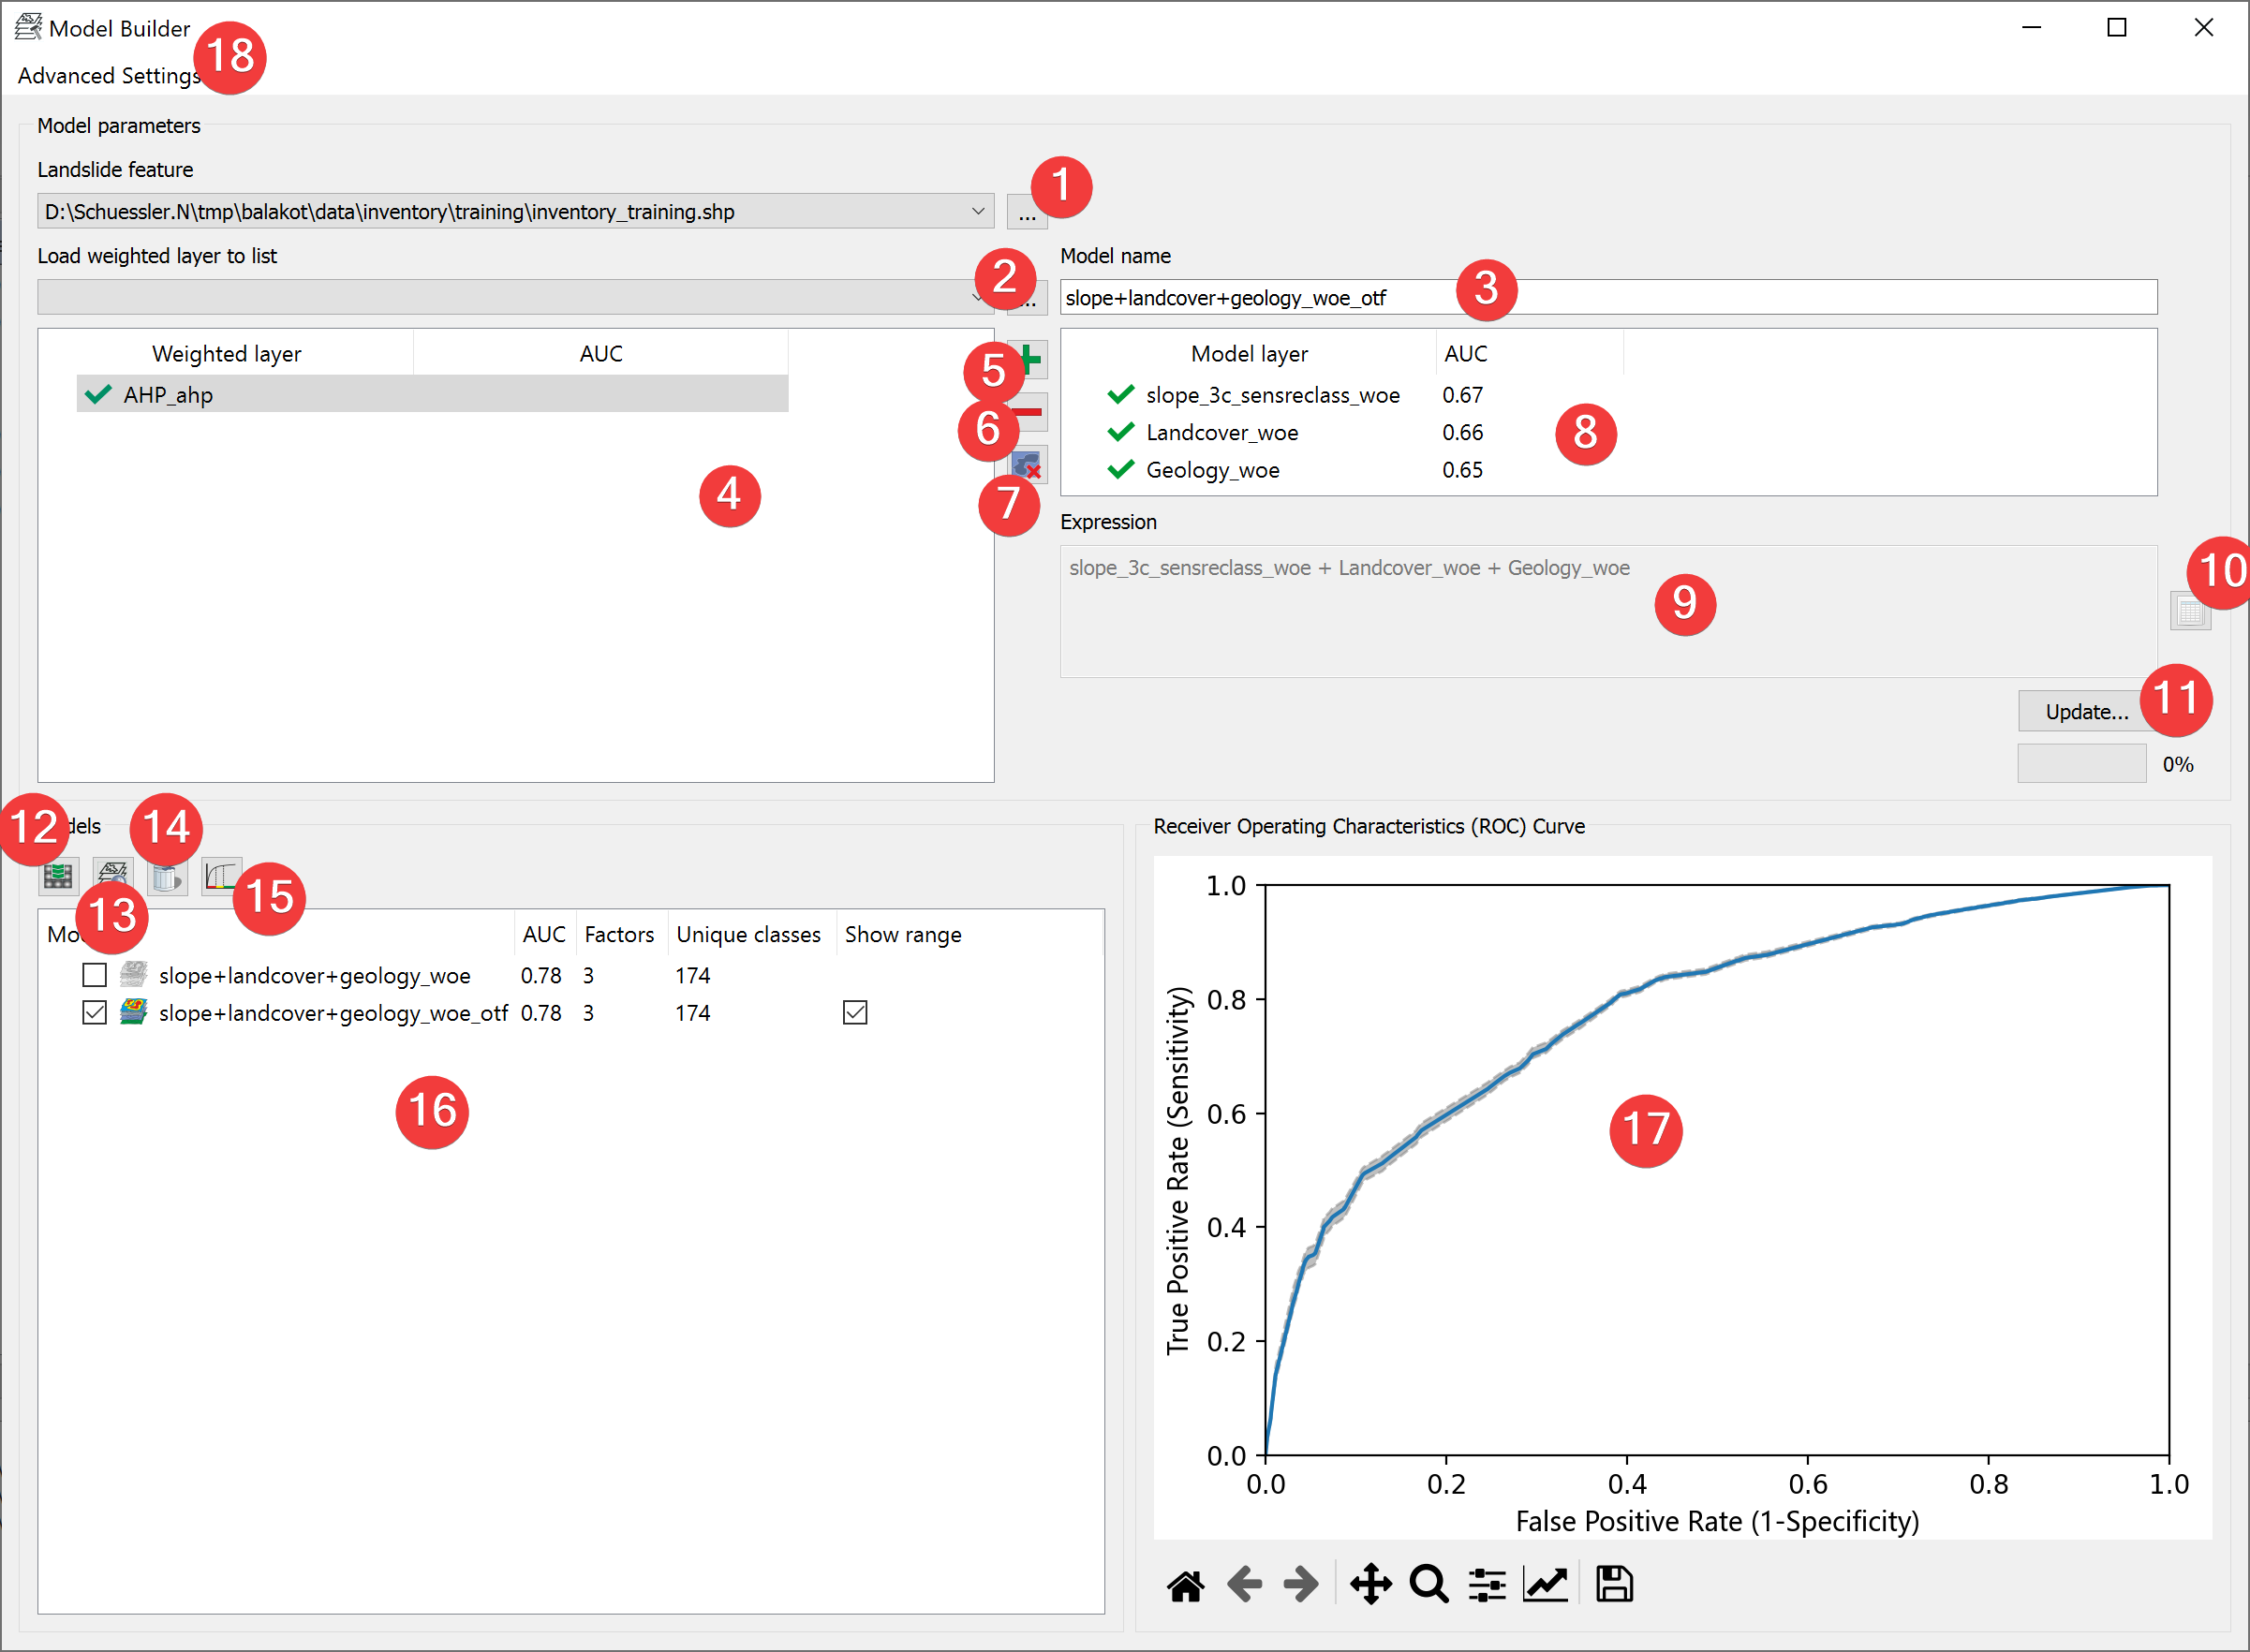 Model Builder
18
Advanced Settings
Model parameters
Landslide feature
1
D:\Schuessler.N\tmp\balakot\data\inventory\training\inventory_training.shp
...
Load weighted layer to list
Model name
2
...
3
slope+landcover+geology_woe_otf
Weighted layer AUC
5
Model layer AUC
AHP_ahp
slope_3c_sensreclass_woe 0.67
6
Landcover_woe 0.66
8
Geology_woe 0.65
4
7
Expression
slope_3c_sensreclass_woe + Landcover_woe + Geology_woe
10
9
Update...
11
0%
12
dels
14
Receiver Operating Characteristics (ROC) Curve
13
15
Mo AUC Factors Unique classes Show range
slope+landcover+geology_woe 0.78 3 174
slope+landcover+geology_woe_otf 0.78 3 174
16
1.0
0.8
0.6
0.4
0.2
0.0
True Positive Rate (Sensitivity)
17
0.0 0.2 0.4 0.6 0.8 1.0
False Positive Rate (1-Specificity)